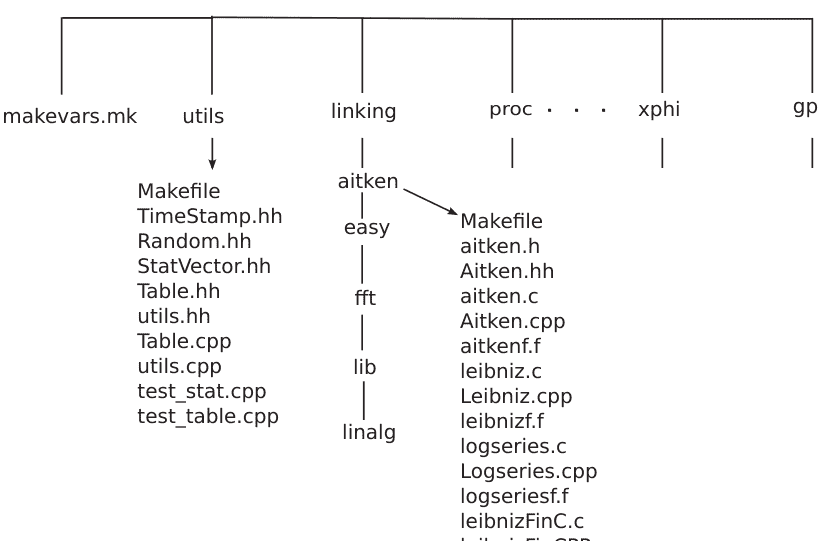 makevars.mk
utils
linking
proc . . . xphi
gp
Makefile
TimeStamp.hh
Random.hh
StatVector.hh
Table.hh
utils.hh
Table.cpp
utils.cpp
test_stat.cpp
test_table.cpp
aitken
easy
fft
lib
linalg
Makefile
aitken.h
Aitken.hh
aitken.c
Aitken.cpp
aitkenf.f
leibniz.c
Leibniz.cpp
leibnizf.f
logseries.c
Logseries.cpp
logseriesf.f
leibnizFinC.c